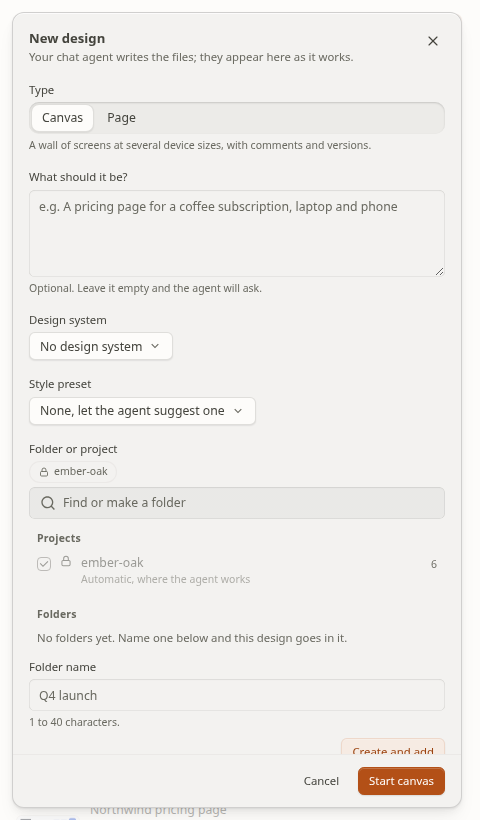 New design
Your chat agent writes the files; they appear here as it works.
Type
Canvas Page
A wall of screens at several device sizes, with comments and versions.
What should it be?
e.g. A pricing page for a coffee subscription, laptop and phone
Optional. Leave it empty and the agent will ask.
Design system
No design system
Style preset
None, let the agent suggest one
Folder or project
ember-oak
Find or make a folder
Projects
ember-oak 6
Automatic, where the agent works
Folders
No folders yet. Name one below and this design goes in it.
Folder name
Q4 launch
1 to 40 characters.
Create and add
Cancel Start canvas
Northwind pricing page